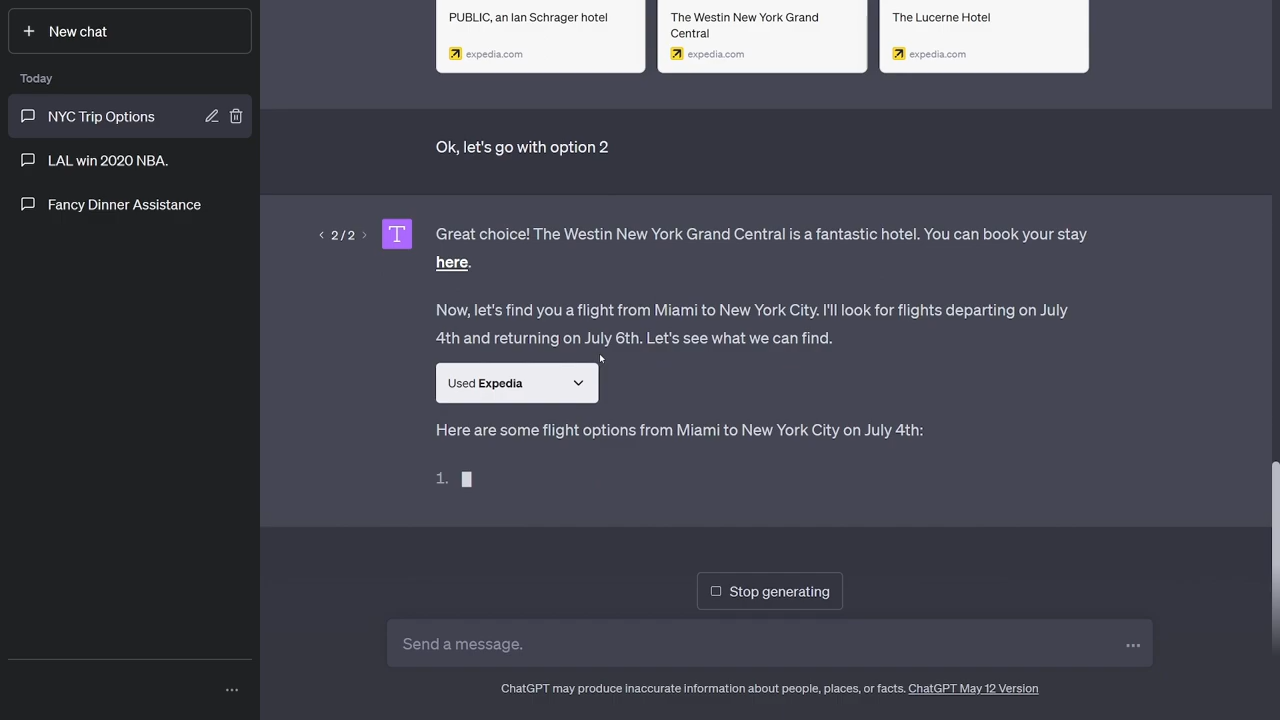 New chat
Today
NYC Trip Options
LAL win 2020 NBA.
Fancy Dinner Assistance
PUBLIC, an Ian Schrager hotel
expedia.com
The Westin New York Grand
Central
expedia.com
The Lucerne Hotel
expedia.com
Ok, let's go with option 2
2/2
T
Great choice! The Westin New York Grand Central is a fantastic hotel. You can book your stay
here.
Now, let's find you a flight from Miami to New York City. I'll look for flights departing on July
4th and returning on July 6th. Let's see what we can find.
Used Expedia
Here are some flight options from Miami to New York City on July 4th:
1.
Stop generating
Send a message.
ChatGPT may produce inaccurate information about people, places, or facts. ChatGPT May 12 Version